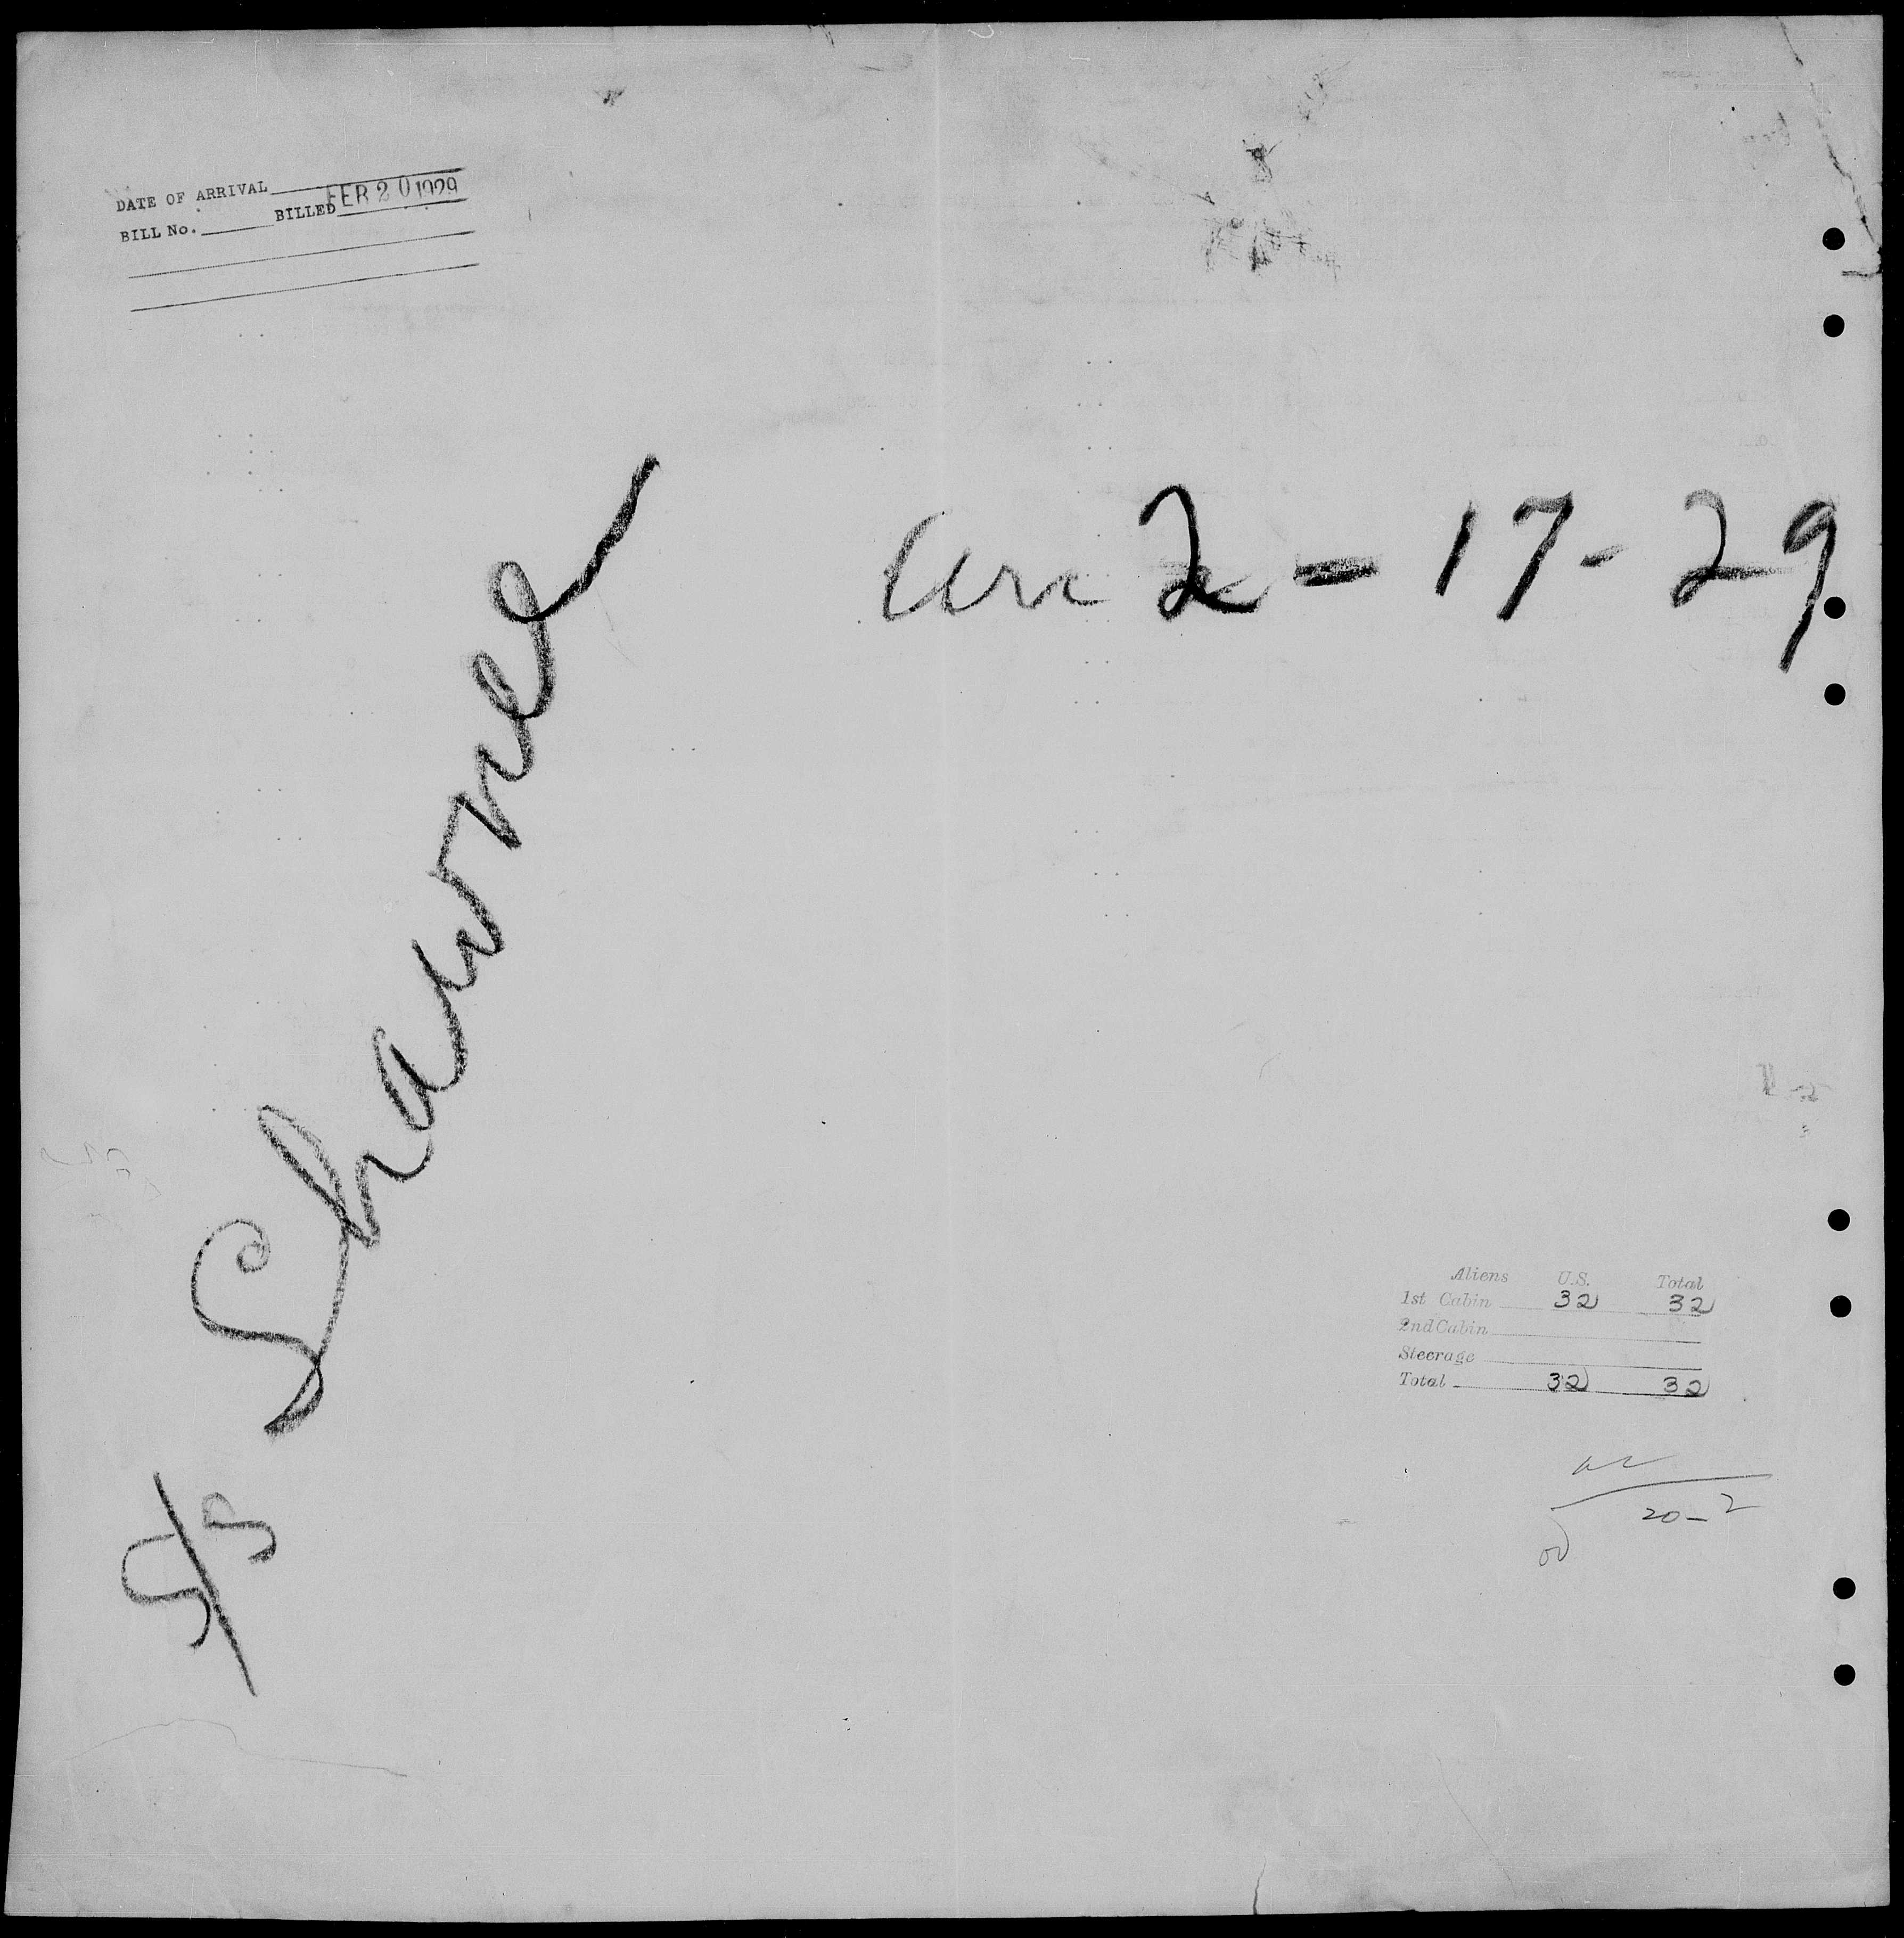 DATE OF ARRIVAL
BILL No. BILLED FEB 20 1929
arr 2 - 17 - 29
S/S Shawnee
Aliens U.S. Total
1st Cabin 32 32
2nd Cabin
Steerage
Total 32 32
20-2